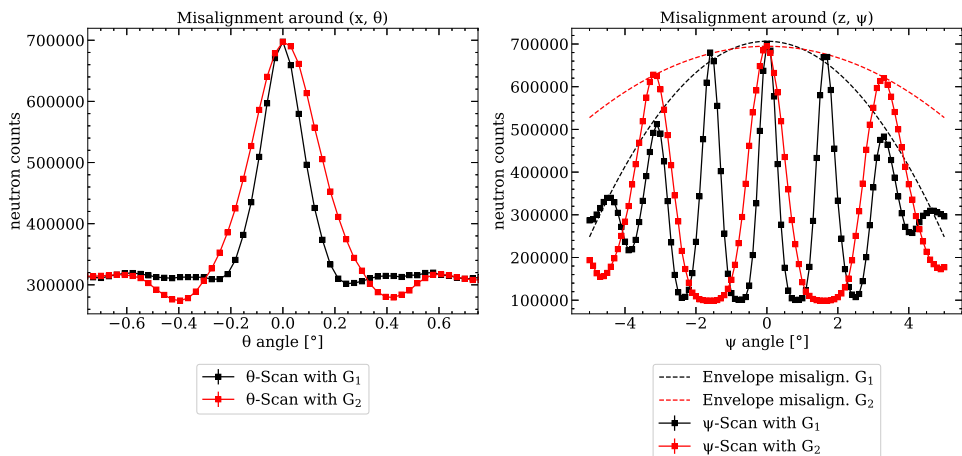 Misalignment around (x, θ)
700000
600000
500000
400000
300000
neutron counts
−0.6
−0.4
−0.2
0.0
0.2
0.4
0.6
θ angle [°]
θ-Scan with G₁
θ-Scan with G₂
Misalignment around (z, ψ)
700000
600000
500000
400000
300000
200000
100000
neutron counts
−4
−2
0
2
4
ψ angle [°]
Envelope misalign. G₁
Envelope misalign. G₂
ψ-Scan with G₁
ψ-Scan with G₂